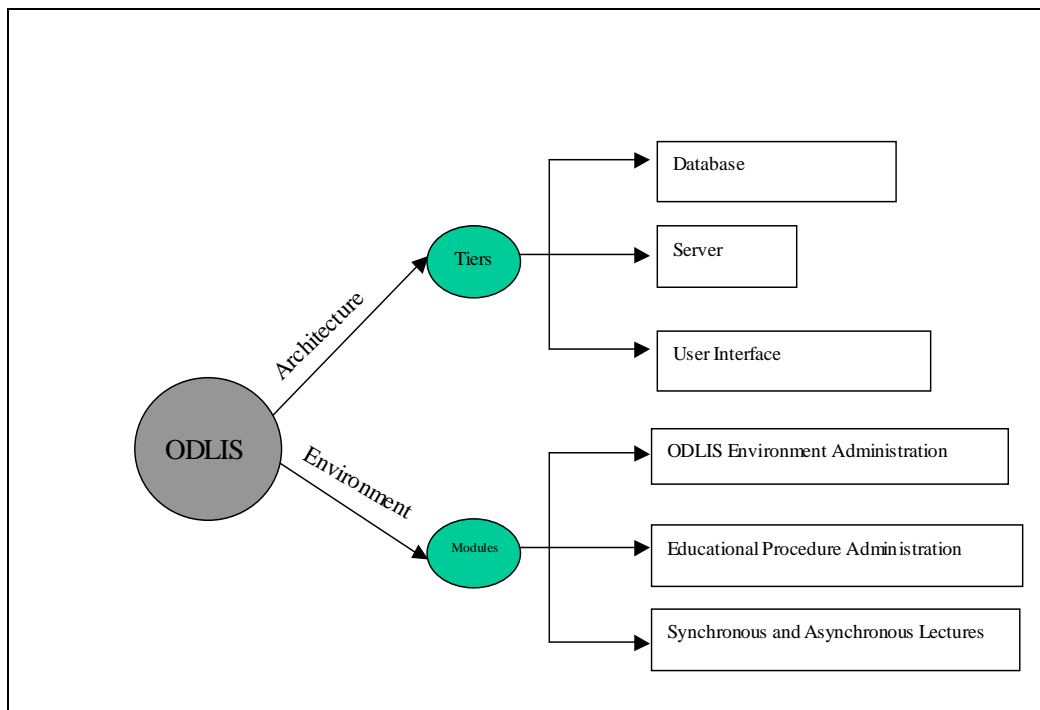 Database
Tiers
Server
Architecture
User Interface
ODLIS
Environment
ODLIS Environment Administration
Modules
Educational Procedure Administration
Synchronous and Asynchronous Lectures